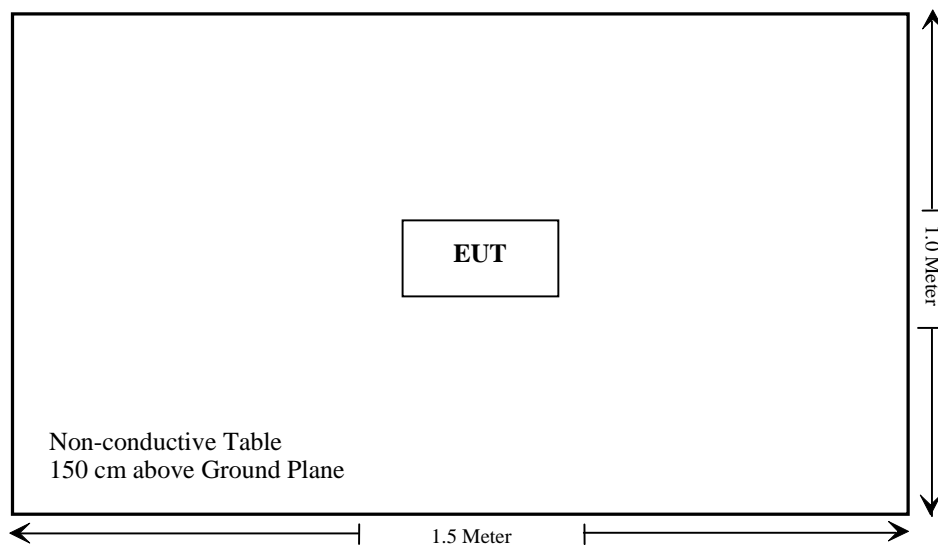 EUT
1.0 Meter
Non-conductive Table
150 cm above Ground Plane
1.5 Meter